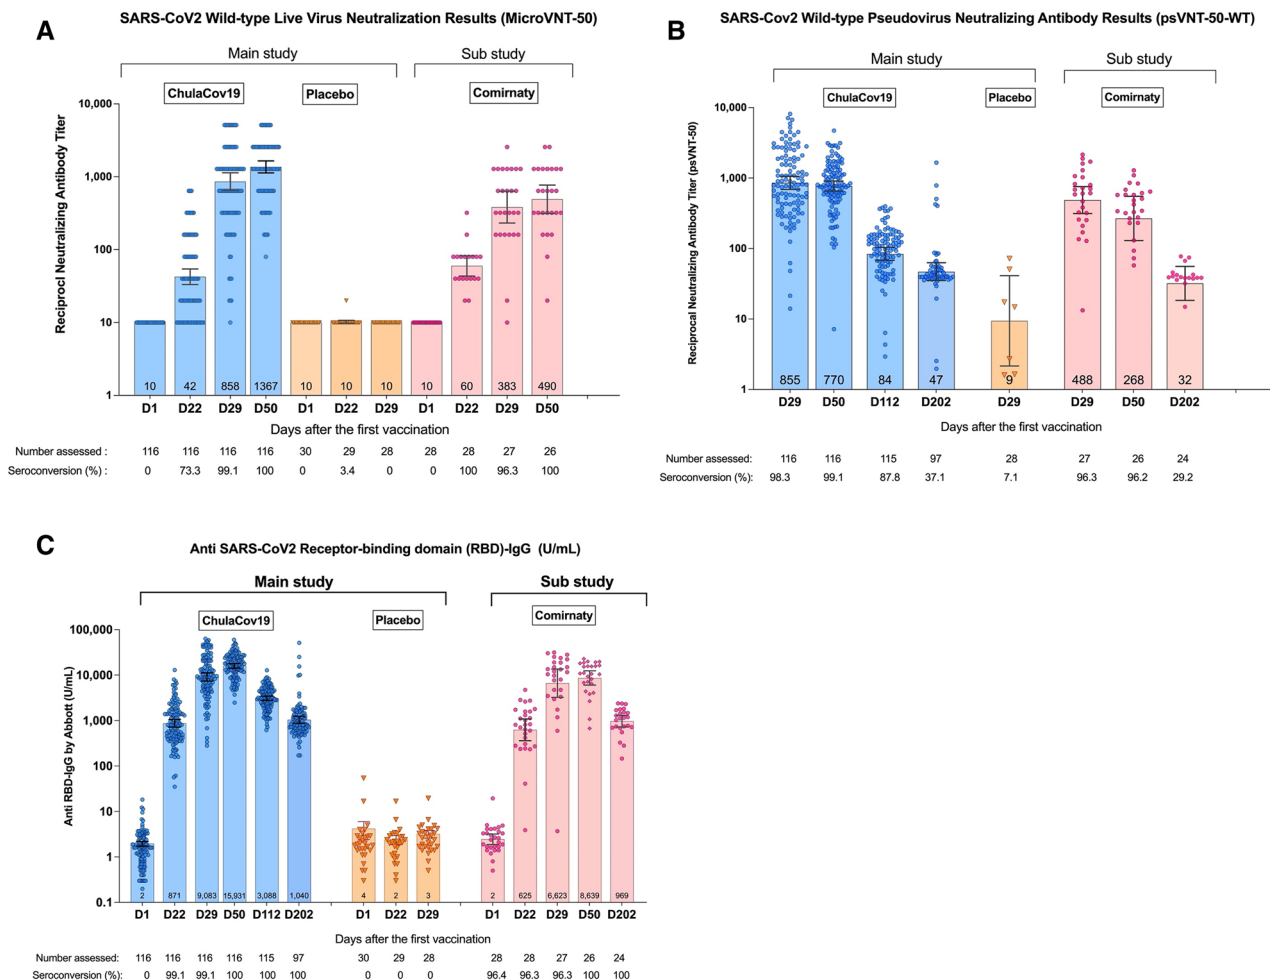 A
SARS-CoV2 Wild-type Live Virus Neutralization Results (MicroVNT-50)
Main study
Sub study
ChulaCov19
Placebo
Comirnaty
Reciprocl Neutralizing Antibody Titer
10,000
1,000
100
10
1
10 42 858 1367 10 10 10 10 60 383 490
D1 D22 D29 D50 D1 D22 D29 D1 D22 D29 D50
Days after the first vaccination
Number assessed : 116 116 116 116 30 29 28 28 28 27 26
Seroconversion (%) : 0 73.3 99.1 100 0 3.4 0 0 100 96.3 100
B
SARS-Cov2 Wild-type Pseudovirus Neutralizing Antibody Results (psVNT-50-WT)
Main study
Sub study
ChulaCov19
Placebo
Comirnaty
Reciprocal Neutralizing Antibody Titer (psVNT-50)
10,000
1,000
100
10
1
855 770 84 47 9 488 268 32
D29 D50 D112 D202 D29 D29 D50 D202
Days after the first vaccination
Number assessed: 116 116 115 97 28 27 26 24
Seroconversion (%): 98.3 99.1 87.8 37.1 7.1 96.3 96.2 29.2
C
Anti SARS-CoV2 Receptor-binding domain (RBD)-IgG (U/mL)
Main study
Sub study
ChulaCov19
Placebo
Comirnaty
Anti RBD-IgG by Abbott (U/mL)
100,000
10,000
1,000
100
10
1
0.1
2 871 9,083 15,931 3,088 1,040 4 2 3 2 625 6,623 8,639 969
D1 D22 D29 D50 D112 D202 D1 D22 D29 D1 D22 D29 D50 D202
Days after the first vaccination
Number assessed: 116 116 116 116 115 97 30 29 28 28 28 27 26 24
Seroconversion (%): 0 99.1 99.1 100 100 100 0 0 0 96.4 96.3 96.3 100 100